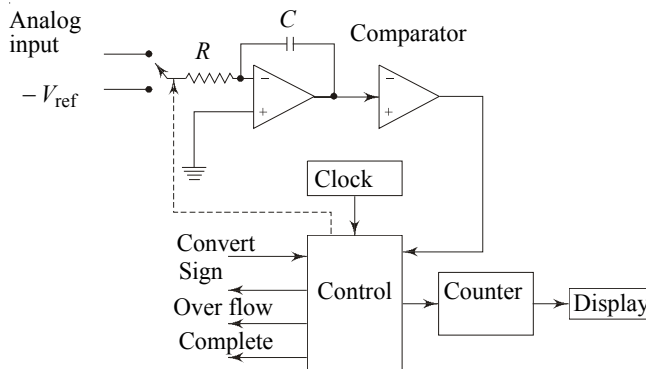 Analog
input
C
R
Comparator
− V_ref
−
+
−
+
Clock
Convert
Sign
Over flow
Complete
Control
Counter
Display